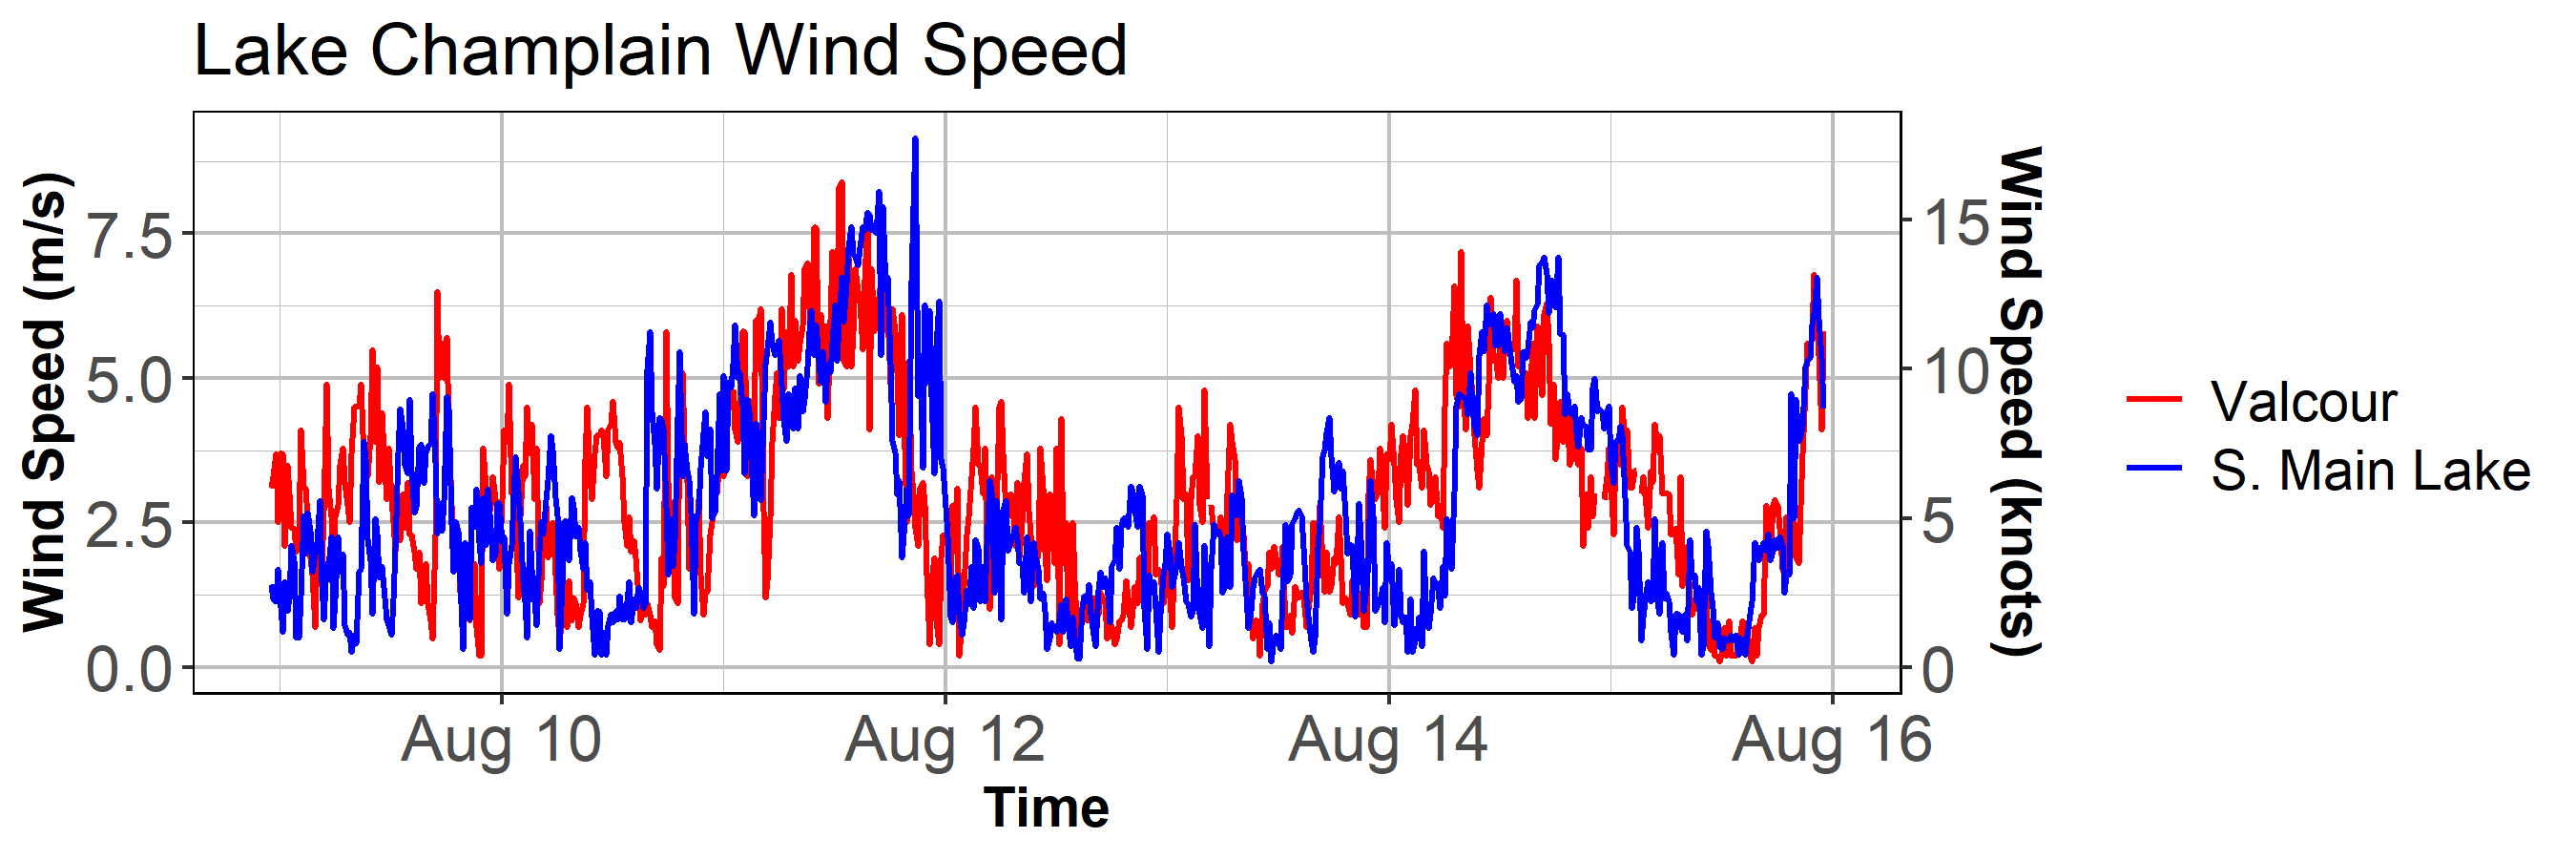 Lake Champlain Wind Speed
Wind Speed (m/s)
7.5
5.0
2.5
0.0
Wind Speed (knots)
15
10
5
0
Aug 10
Aug 12
Aug 14
Aug 16
Time
Valcour
S. Main Lake